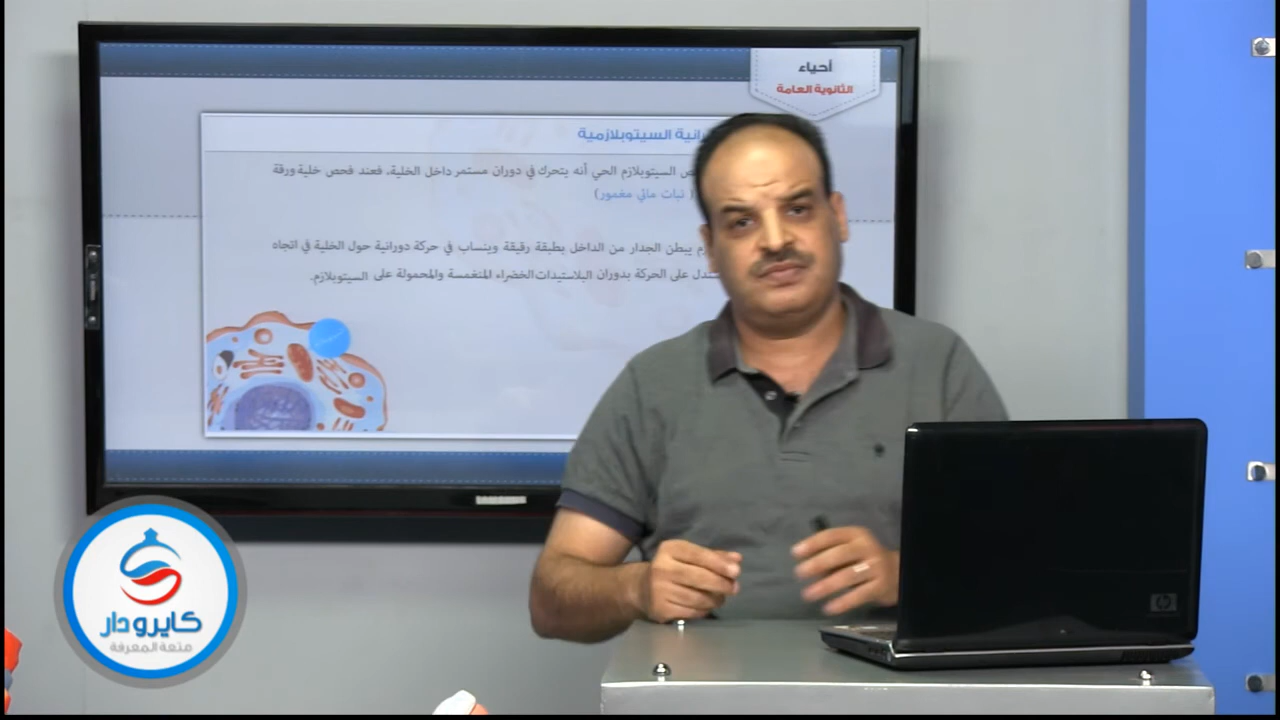 أحياء
الثانوية العامة
السيتوبلازمية
السيتوبلازم الحي أنه يتحرك في دوران مستمر داخل الخلية، فعند فحص خلية ورقة
( نبات مائي مغمور)
يبطن الجدار من الداخل بطبقة رقيقة وينساب في حركة دورانية حول الخلية في اتجاه
على الحركة بدوران البلاستيدات الخضراء المنغمسة والمحمولة على السيتوبلازم.
SAMSUNG
hp
كايرو دار
متعة المعرفة